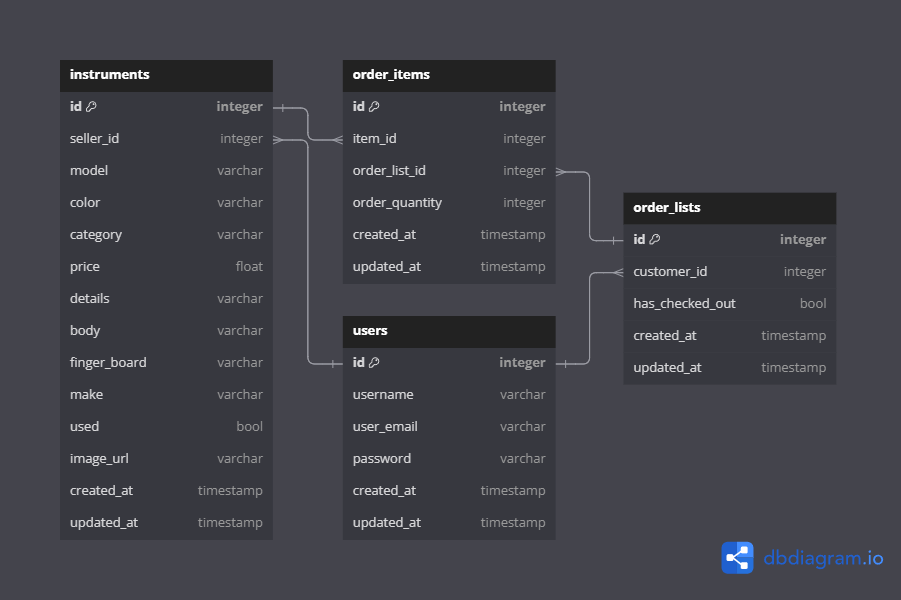 instruments
id integer
seller_id integer
model varchar
color varchar
category varchar
price float
details varchar
body varchar
finger_board varchar
make varchar
used bool
image_url varchar
created_at timestamp
updated_at timestamp
order_items
id integer
item_id integer
order_list_id integer
order_quantity integer
created_at timestamp
updated_at timestamp
users
id integer
username varchar
user_email varchar
password varchar
created_at timestamp
updated_at timestamp
order_lists
id integer
customer_id integer
has_checked_out bool
created_at timestamp
updated_at timestamp
dbdiagram.io